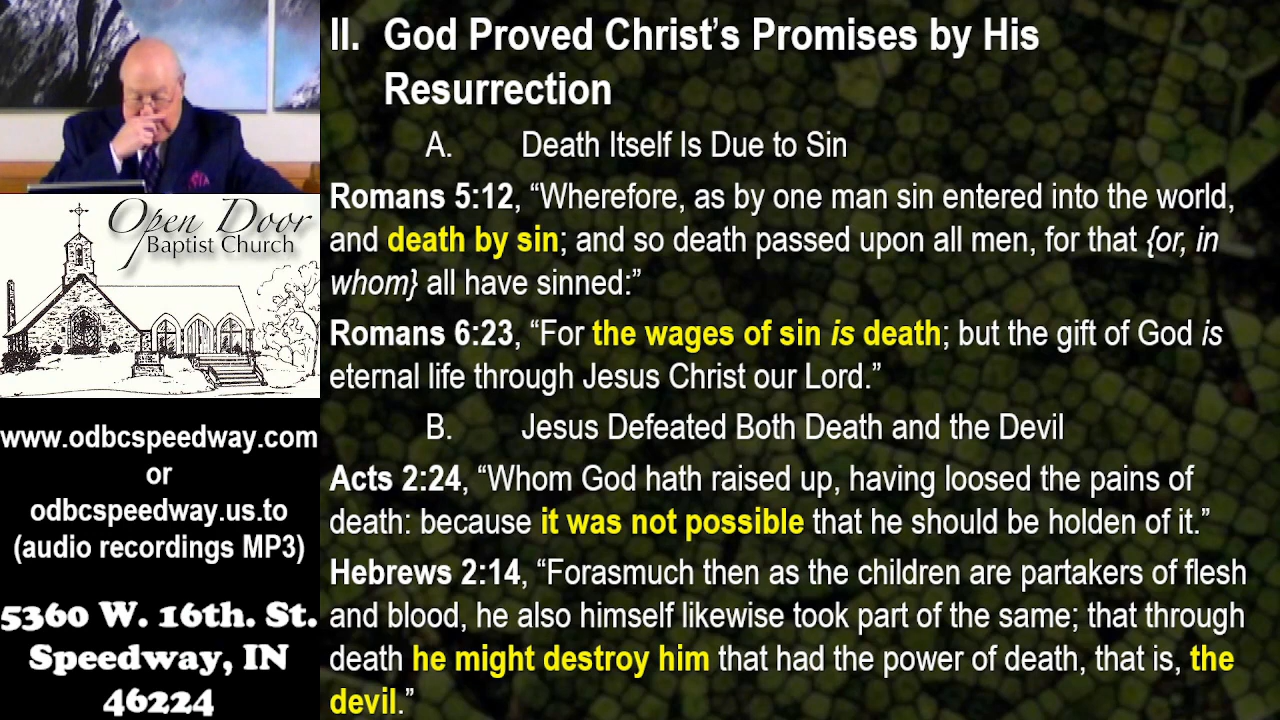 II. God Proved Christ’s Promises by His
Resurrection
A. Death Itself Is Due to Sin
Romans 5:12, “Wherefore, as by one man sin entered into the world,
and death by sin; and so death passed upon all men, for that {or, in
whom} all have sinned:”
Romans 6:23, “For the wages of sin is death; but the gift of God is
eternal life through Jesus Christ our Lord.”
B. Jesus Defeated Both Death and the Devil
Acts 2:24, “Whom God hath raised up, having loosed the pains of
death: because it was not possible that he should be holden of it.”
Hebrews 2:14, “Forasmuch then as the children are partakers of flesh
and blood, he also himself likewise took part of the same; that through
death he might destroy him that had the power of death, that is, the
devil.”
Open Door
Baptist Church
www.odbcspeedway.com
or
odbcspeedway.us.to
(audio recordings MP3)
5360 W. 16th. St.
Speedway, IN
46224